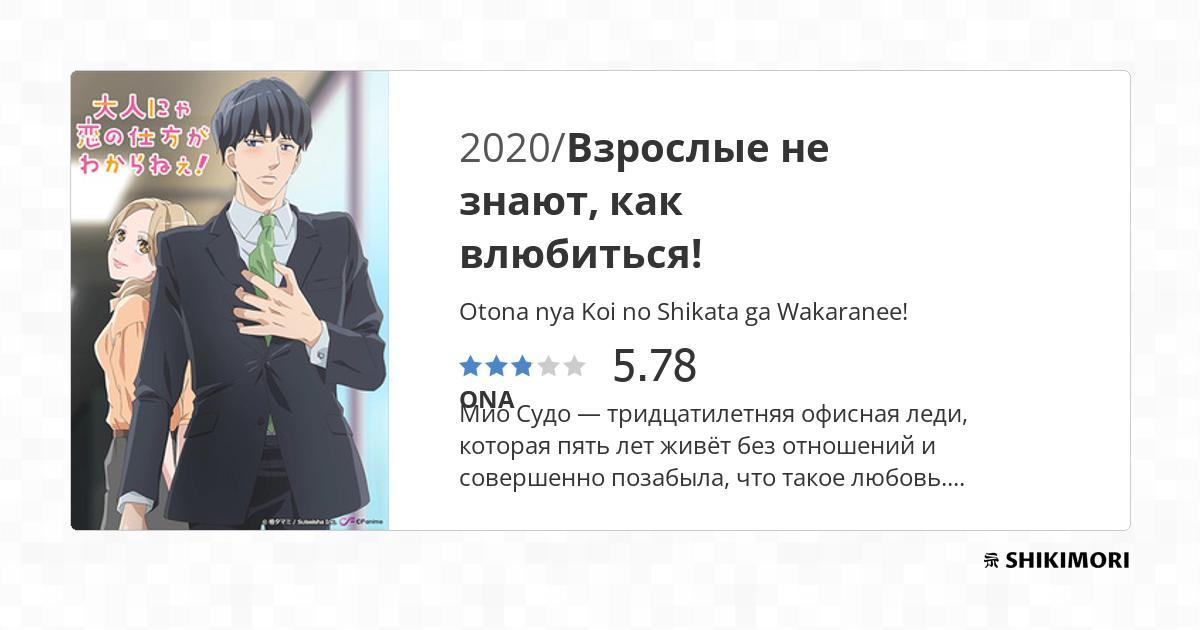 大人にゃ
恋の仕方が
わからねぇ!
2020/Взрослые не
знают, как
влюбиться!
Otona nya Koi no Shikata ga Wakaranee!
5.78
ONA
Мио Судо — тридцатилетняя офисная леди,
которая пять лет живёт без отношений и
совершенно позабыла, что такое любовь....
SHIKIMORI